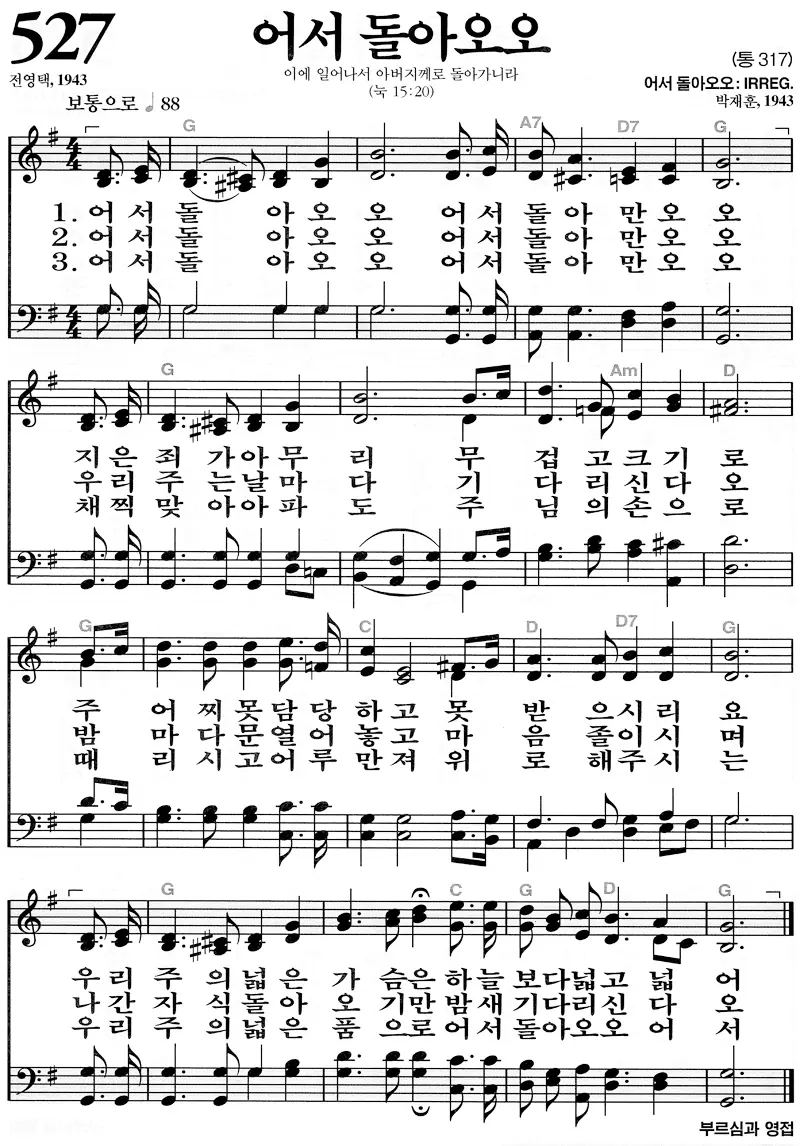 527
어서 돌아오오
(통 317)
전영택, 1943
이에 일어나서 아버지께로 돌아가니라
(눅 15:20)
어서 돌아오오: IRREG.
박재훈, 1943
보통으로 ♩ 88
G A7 D7 G
1. 어 서 돌 아 오 오 어 서 돌 아 만 오 오
2. 어 서 돌 아 오 오 어 서 돌 아 만 오 오
3. 어 서 돌 아 오 오 어 서 돌 아 만 오 오
G Am D
지 은 죄 가 아 무 리 무 겁 고 크 기 로
우 리 주 는 날 마 다 기 다 리 신 다 오
채 찍 맞 아 아 파 도 주 님 의 손 으 로
G C D D7 G
주 어 찌 못 담 당 하 고 못 받 으 시 리 요
밤 마 다 문 열 어 놓 고 마 음 졸 이 시 며
때 리 시 고 어 루 만 져 위 로 해 주 시 는
G C G D G
우 리 주 의 넓 은 가 슴 은 하 늘 보 다 넓 고 넓 어
나 간 자 식 돌 아 오 기 만 밤 새 기 다 리 신 다 오
우 리 주 의 넓 은 품 으 로 어 서 돌 아 오 오 어 서
부르심과 영접